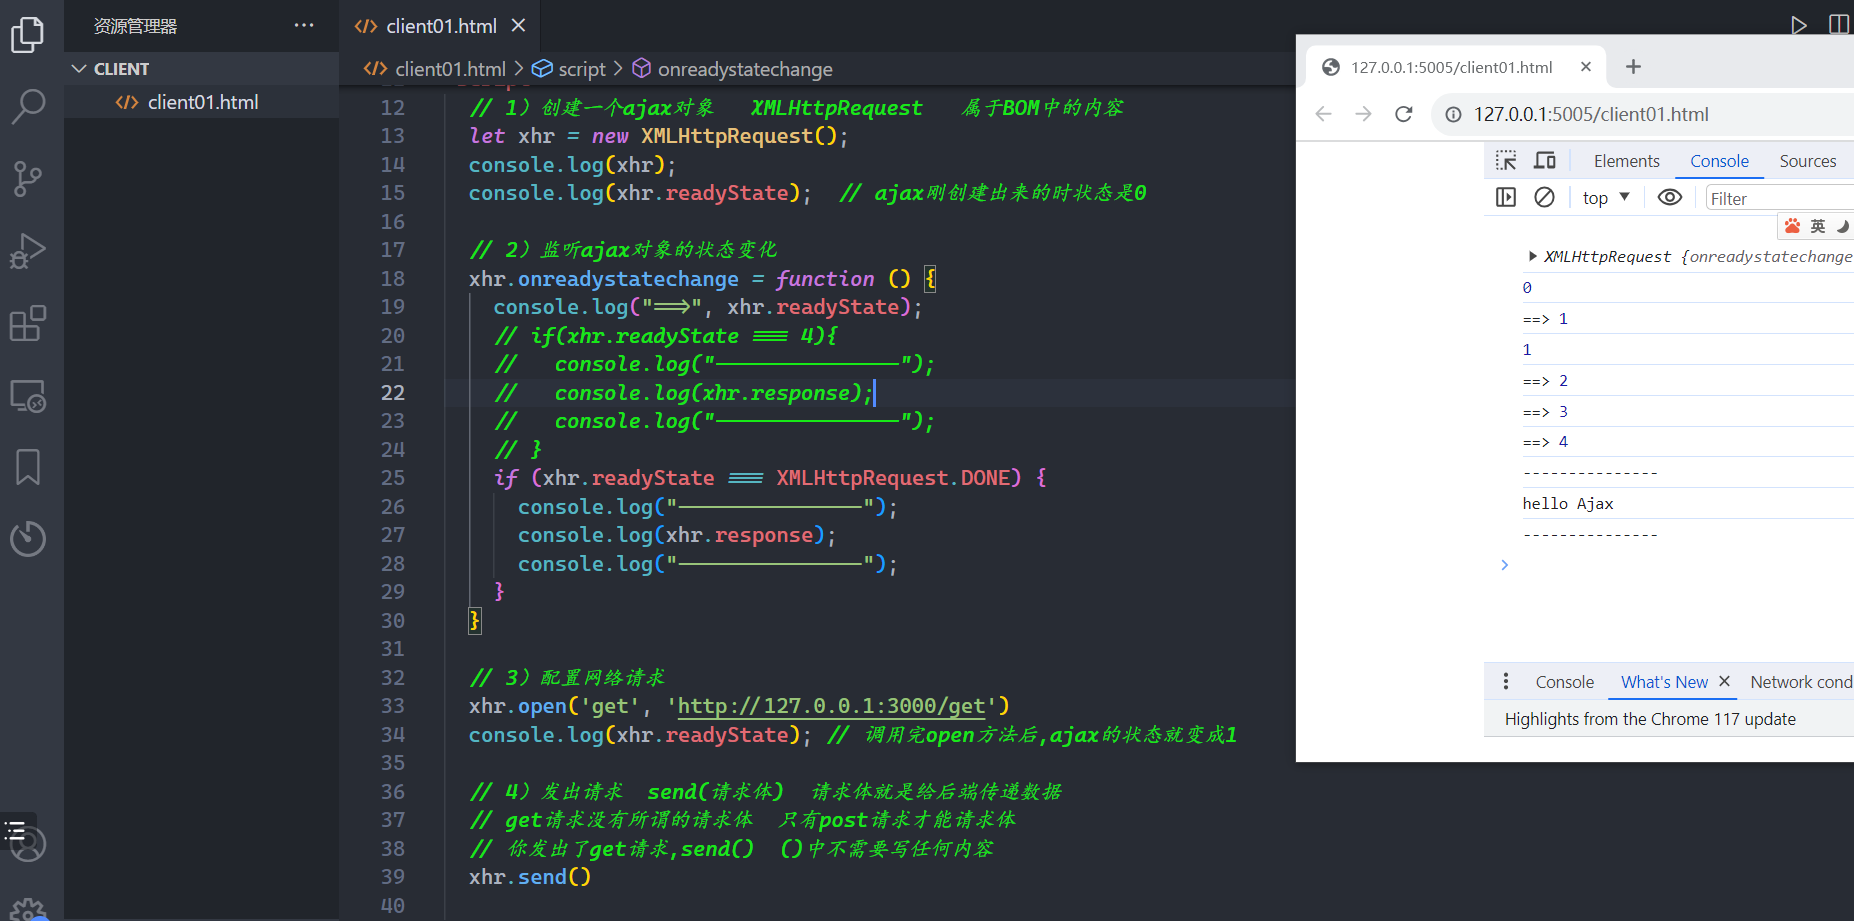 资源管理器 ···
CLIENT
client01.html
client01.html
client01.html > script > onreadystatechange
12 // 1）创建一个ajax对象 XMLHttpRequest 属于BOM中的内容
13 let xhr = new XMLHttpRequest();
14 console.log(xhr);
15 console.log(xhr.readyState); // ajax刚创建出来的时状态是0
16
17 // 2）监听ajax对象的状态变化
18 xhr.onreadystatechange = function () {
19 console.log("==>", xhr.readyState);
20 // if(xhr.readyState === 4){
21 // console.log("---------------");
22 // console.log(xhr.response);
23 // console.log("---------------");
24 // }
25 if (xhr.readyState === XMLHttpRequest.DONE) {
26 console.log("---------------");
27 console.log(xhr.response);
28 console.log("---------------");
29 }
30 }
31
32 // 3）配置网络请求
33 xhr.open('get', 'http://127.0.0.1:3000/get')
34 console.log(xhr.readyState); // 调用完open方法后,ajax的状态就变成1
35
36 // 4）发出请求 send(请求体) 请求体就是给后端传递数据
37 // get请求没有所谓的请求体 只有post请求才能请求体
38 // 你发出了get请求,send() ()中不需要写任何内容
39 xhr.send()
40
127.0.0.1:5005/client01.html
127.0.0.1:5005/client01.html
Elements Console Sources
top Filter
英
XMLHttpRequest {onreadystatechange
0
==> 1
1
==> 2
==> 3
==> 4
---------------
hello Ajax
---------------
Console What's New Network cond
Highlights from the Chrome 117 update